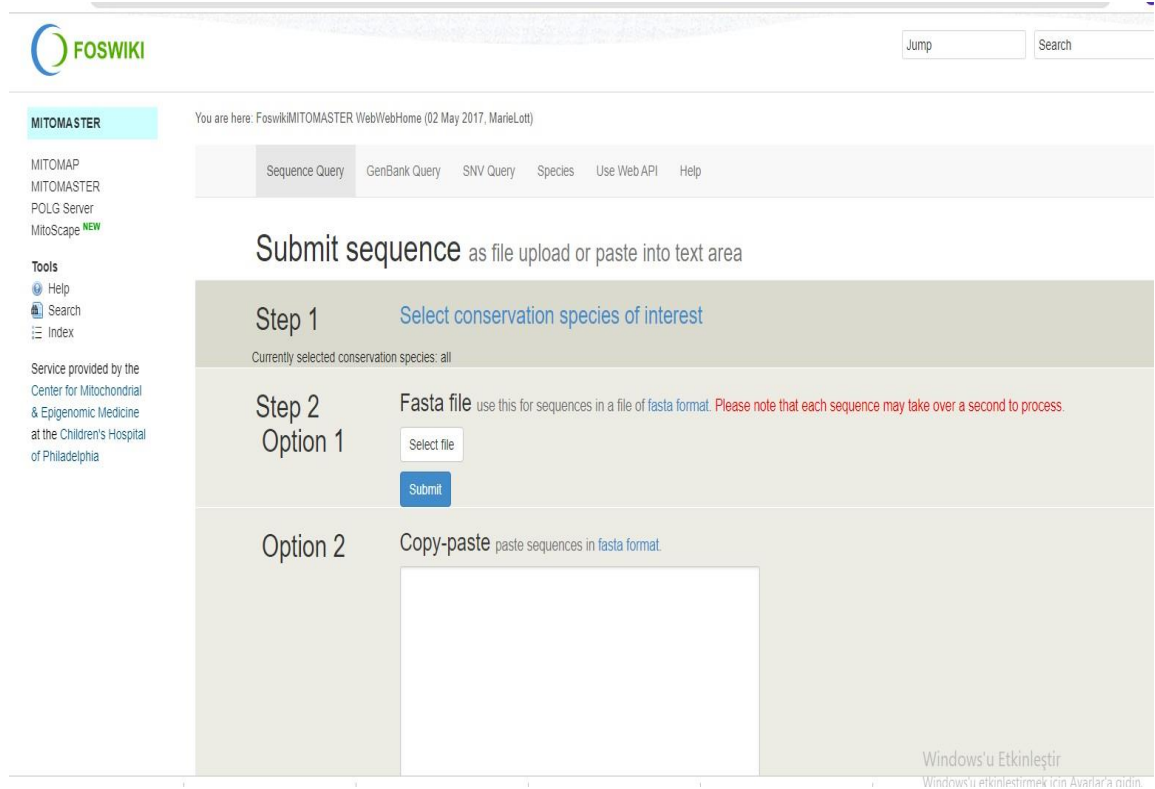 FOSWIKI
Jump
Search
MITOMASTER
You are here: FoswikiMITOMASTER WebWebHome (02 May 2017, MarieLott)
MITOMAP
MITOMASTER
POLG Server
MitoScape NEW
Tools
Help
Search
Index
Service provided by the
Center for Mitochondrial
& Epigenomic Medicine
at the Children's Hospital
of Philadelphia
Sequence Query GenBank Query SNV Query Species Use Web API Help
Submit sequence as file upload or paste into text area
Step 1 Select conservation species of interest
Currently selected conservation species: all
Step 2 Fasta file use this for sequences in a file of fasta format. Please note that each sequence may take over a second to process.
Option 1 Select file
Submit
Option 2 Copy-paste paste sequences in fasta format.
Windows'u Etkinleştir
Windows'u etkinleştirmek için Ayarlar'a gidin.